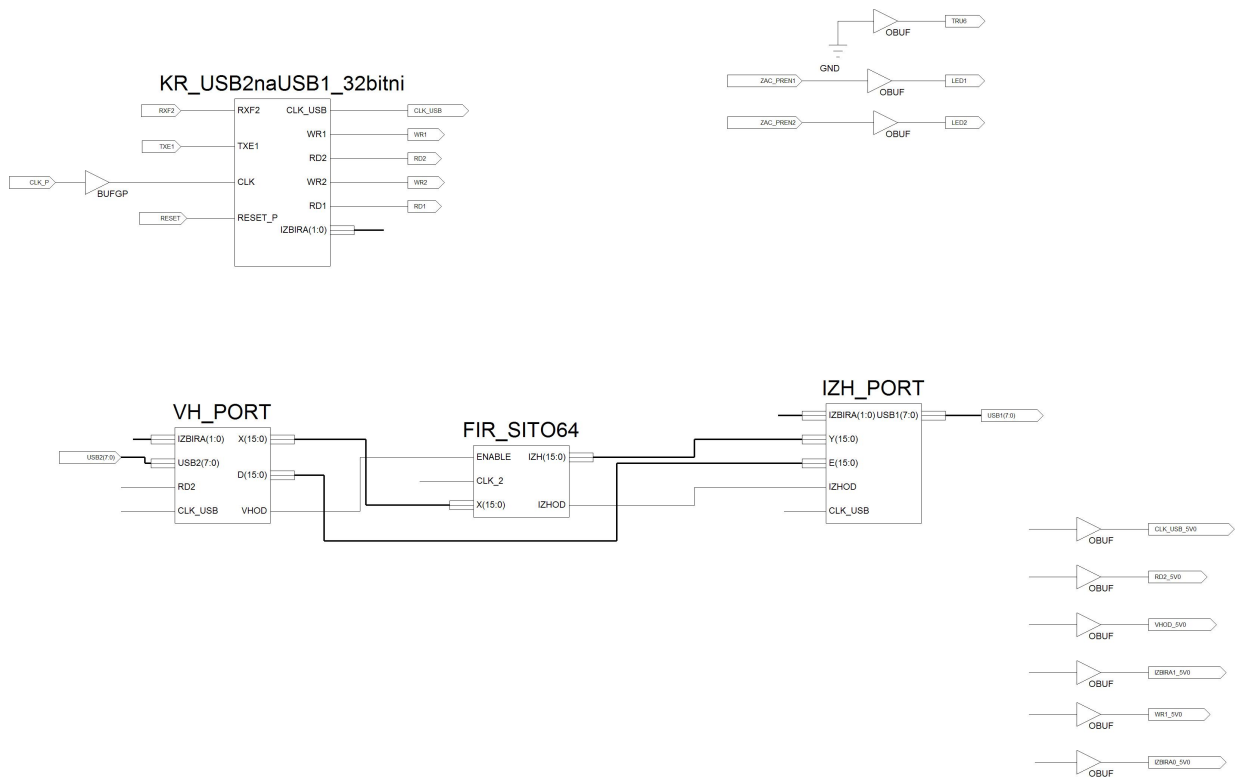 TRU6
OBUF
GND
ZAC_PREN1
OBUF
LED1
ZAC_PREN2
OBUF
LED2
KR_USB2naUSB1_32bitni
RXF2
RXF2
CLK_USB
CLK_USB
WR1
WR1
TXE1
TXE1
RD2
RD2
CLK_P
BUFGP
CLK
WR2
WR2
RD1
RD1
RESET
RESET_P
IZBIRA(1:0)
VH_PORT
IZBIRA(1:0)
X(15:0)
USB2(7:0)
USB2(7:0)
D(15:0)
RD2
CLK_USB
VHOD
FIR_SITO64
ENABLE
IZH(15:0)
CLK_2
X(15:0)
IZHOD
IZH_PORT
IZBIRA(1:0)
USB1(7:0)
USB1(7:0)
Y(15:0)
E(15:0)
IZHOD
CLK_USB
OBUF
CLK_USB_5V0
OBUF
RD2_5V0
OBUF
VHOD_5V0
OBUF
IZBIRA1_5V0
OBUF
WR1_5V0
OBUF
IZBIRA0_5V0